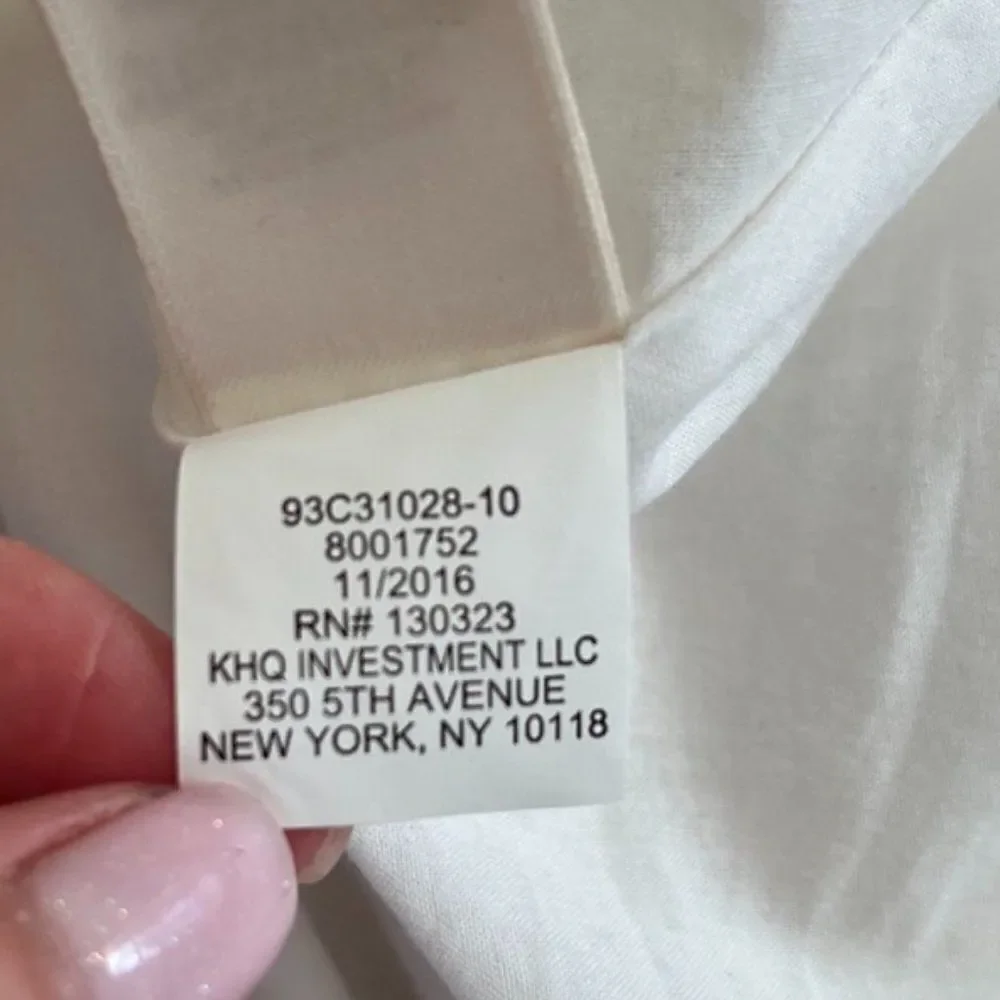 93C31028-10
8001752
11/2016
RN# 130323
KHQ INVESTMENT LLC
350 5TH AVENUE
NEW YORK, NY 10118